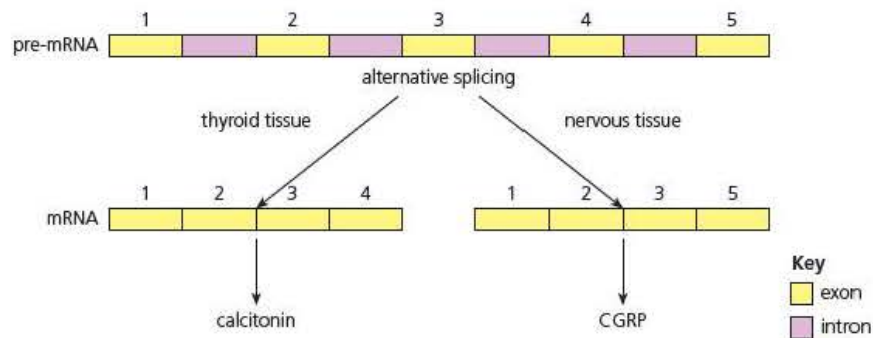 1 2 3 4 5
pre-mRNA
alternative splicing
thyroid tissue nervous tissue
1 2 3 4 1 2 3 5
mRNA
Key
exon
calcitonin CGRP
intron